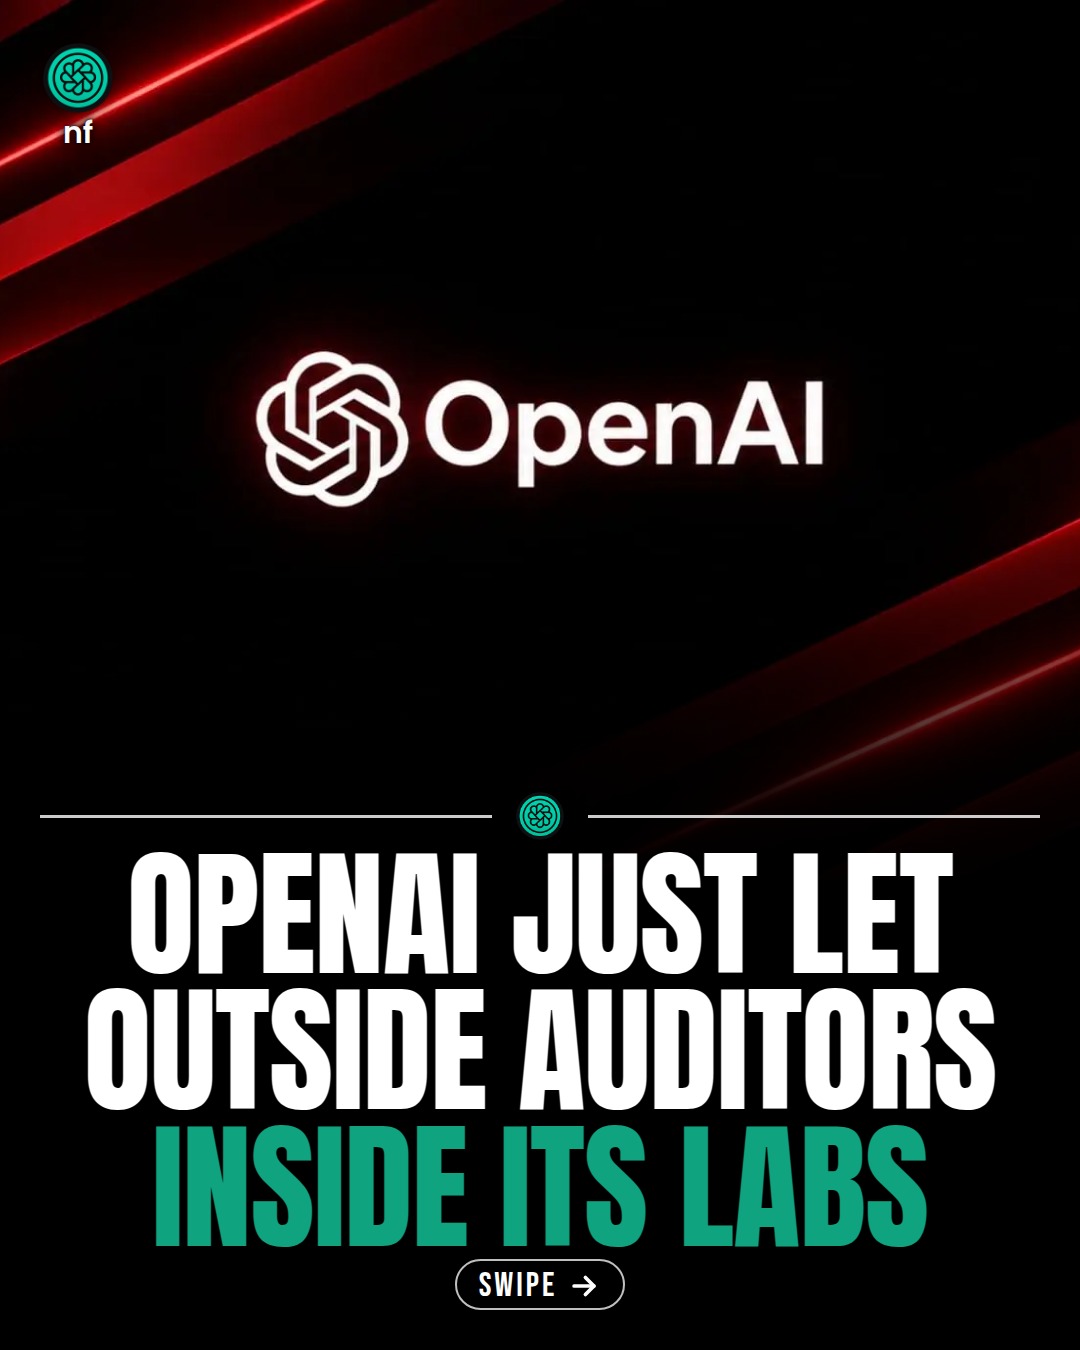 nf
OpenAI
OPENAI JUST LET
OUTSIDE AUDITORS
INSIDE ITS LABS
SWIPE →